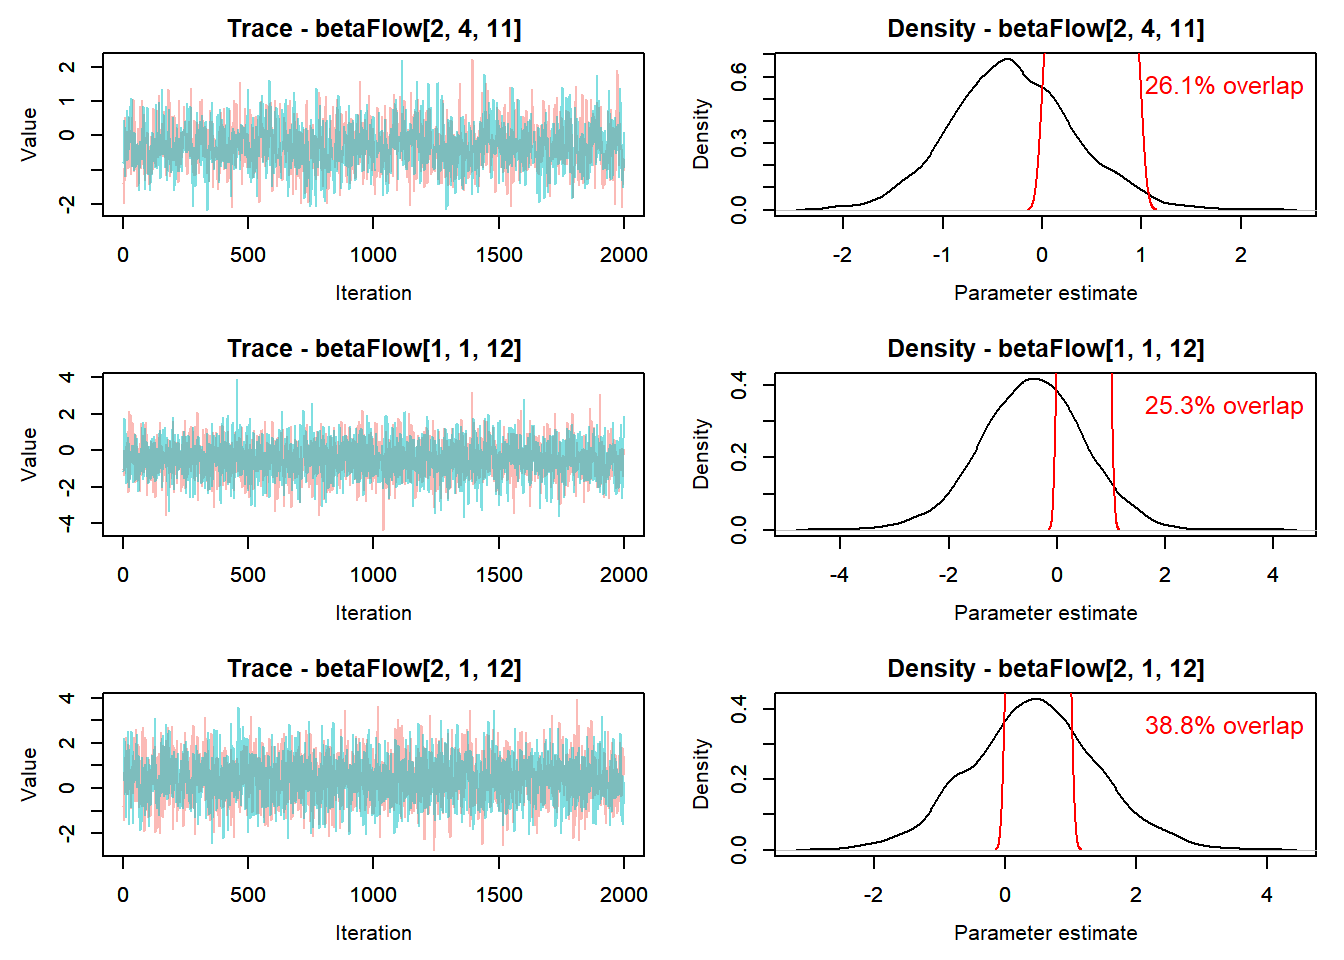 Trace - betaFlow[2, 4, 11]
Value
2
1
0
-2
0
500
1000
1500
2000
Iteration
Density - betaFlow[2, 4, 11]
Density
0.6
0.3
0.0
26.1% overlap
-2
-1
0
1
2
Parameter estimate
Trace - betaFlow[1, 1, 12]
Value
4
2
0
-2
-4
0
500
1000
1500
2000
Iteration
Density - betaFlow[1, 1, 12]
Density
0.4
0.2
0.0
25.3% overlap
-4
-2
0
2
4
Parameter estimate
Trace - betaFlow[2, 1, 12]
Value
4
2
0
-2
0
500
1000
1500
2000
Iteration
Density - betaFlow[2, 1, 12]
Density
0.4
0.2
0.0
38.8% overlap
-2
0
2
4
Parameter estimate